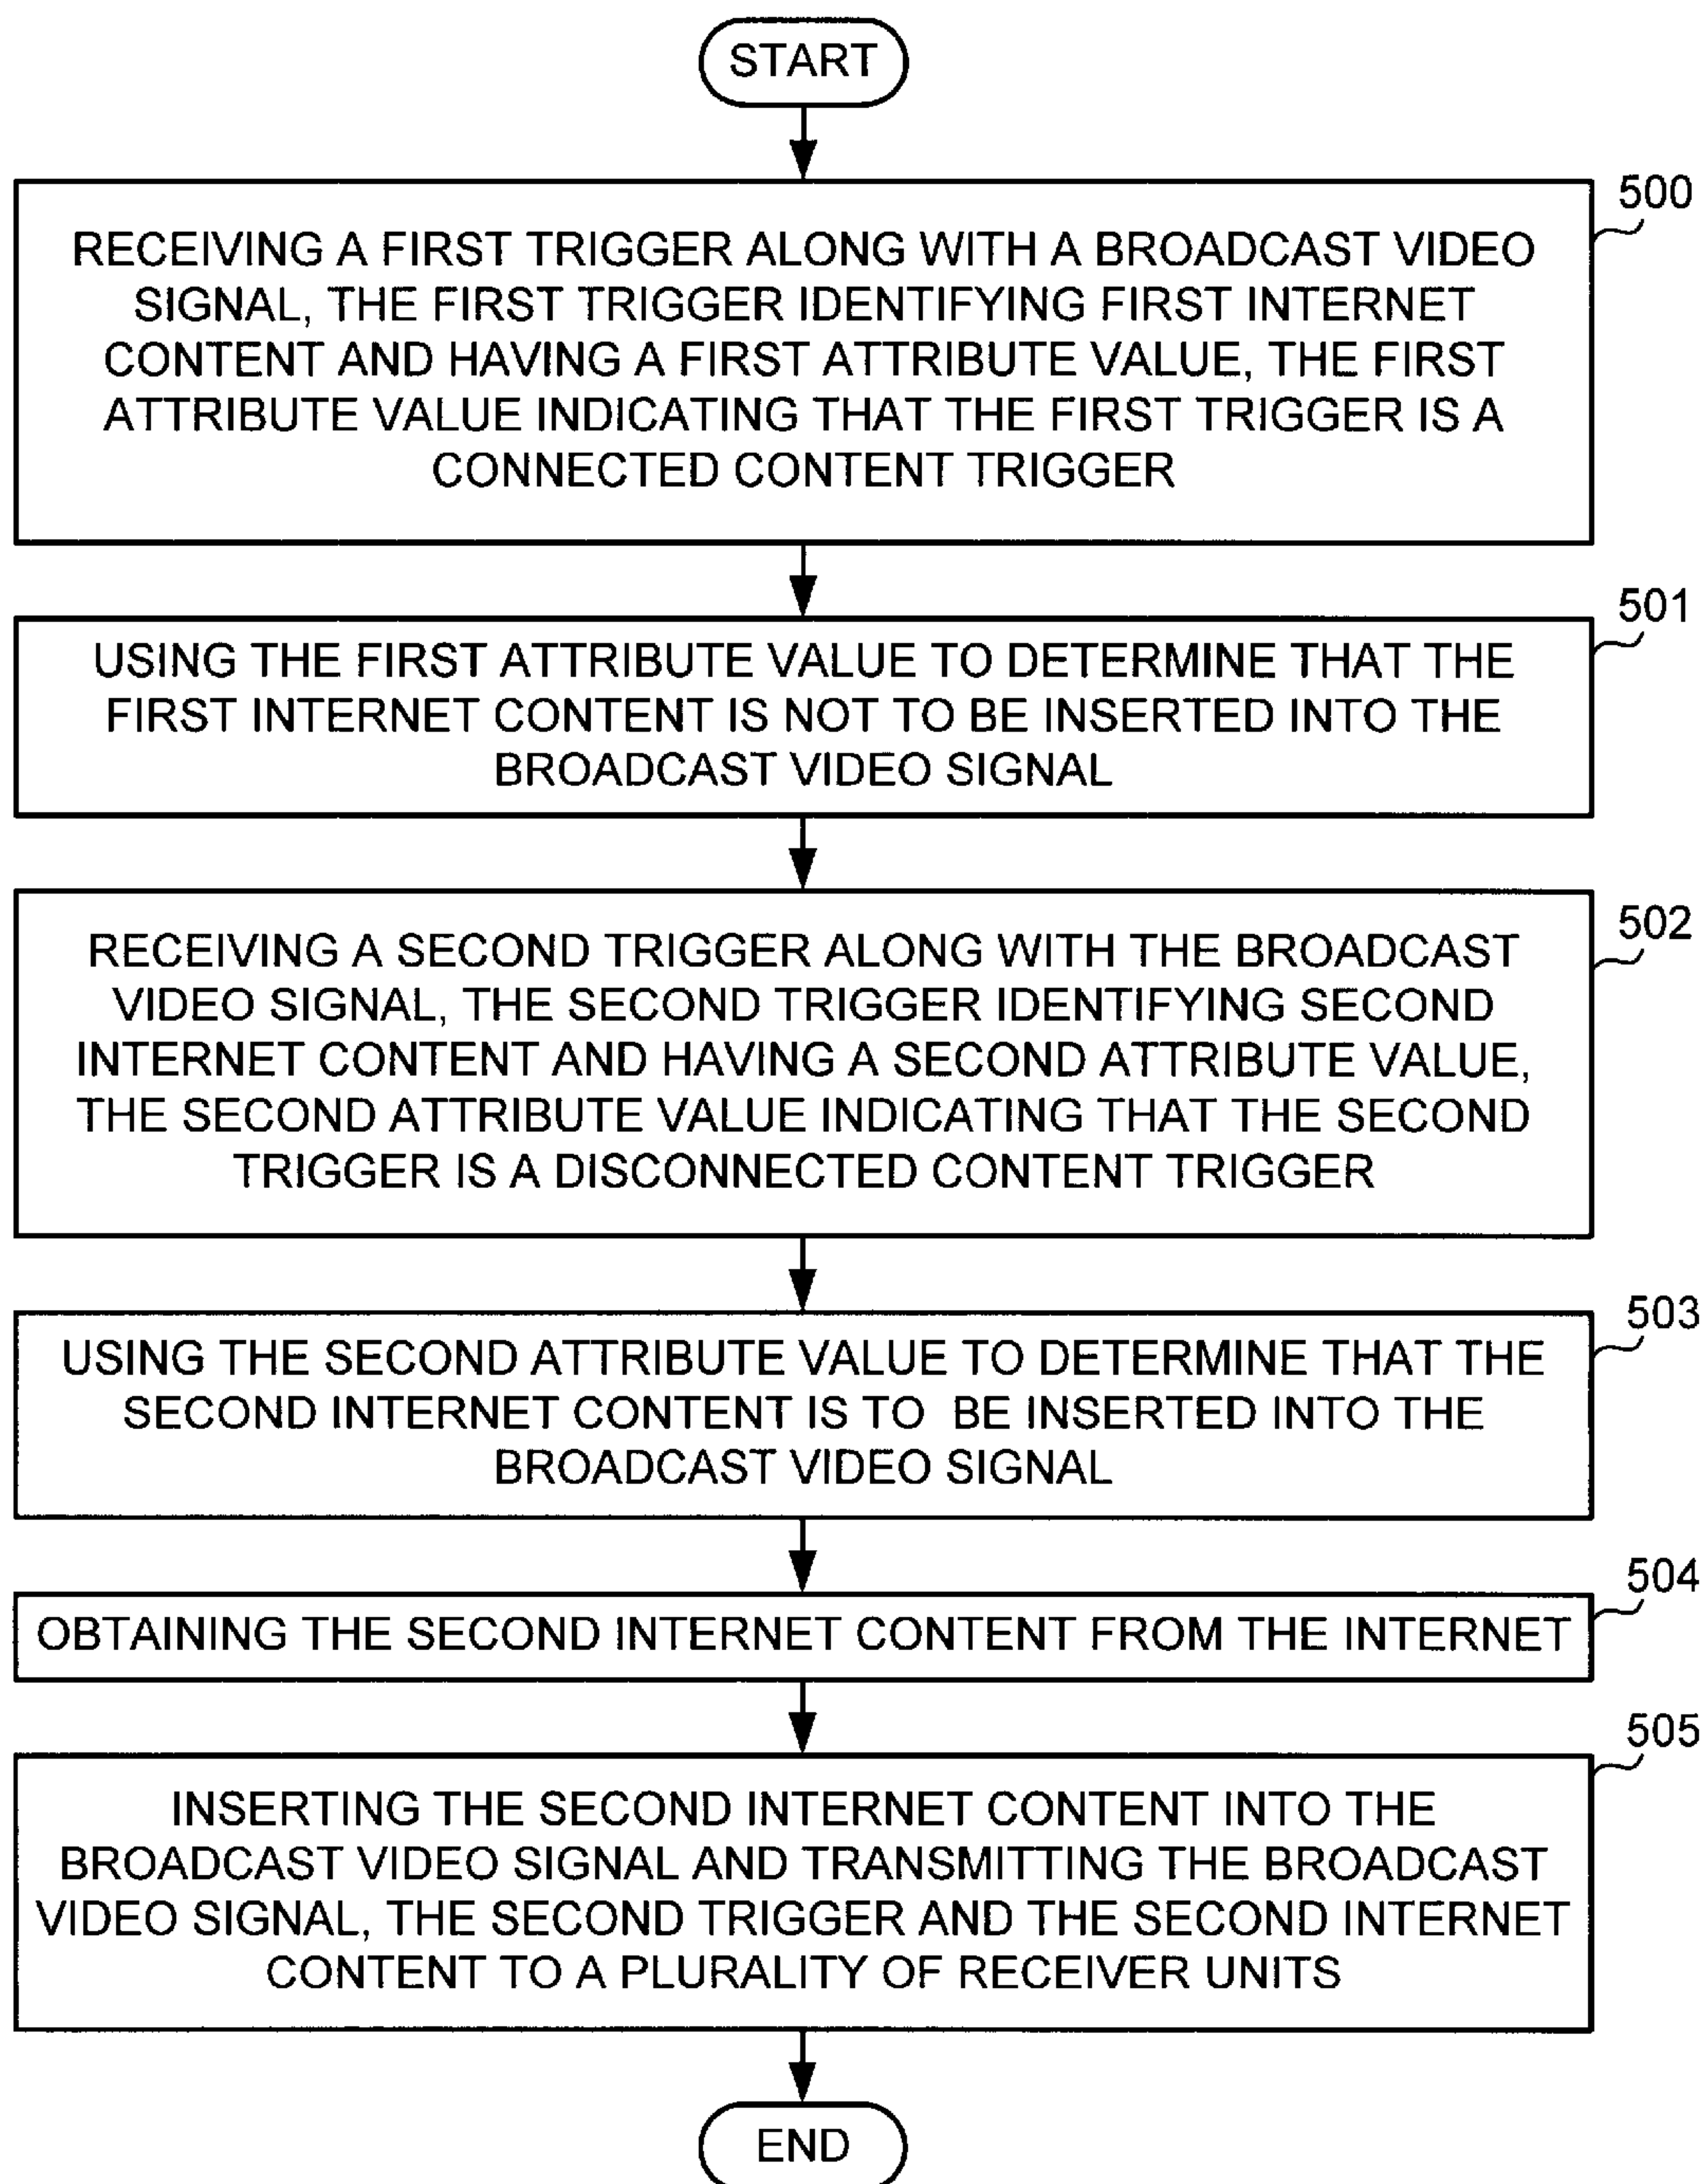 START
500
RECEIVING A FIRST TRIGGER ALONG WITH A BROADCAST VIDEO
SIGNAL, THE FIRST TRIGGER IDENTIFYING FIRST INTERNET
CONTENT AND HAVING A FIRST ATTRIBUTE VALUE, THE FIRST
ATTRIBUTE VALUE INDICATING THAT THE FIRST TRIGGER IS A
CONNECTED CONTENT TRIGGER
501
USING THE FIRST ATTRIBUTE VALUE TO DETERMINE THAT THE
FIRST INTERNET CONTENT IS NOT TO BE INSERTED INTO THE
BROADCAST VIDEO SIGNAL
502
RECEIVING A SECOND TRIGGER ALONG WITH THE BROADCAST
VIDEO SIGNAL, THE SECOND TRIGGER IDENTIFYING SECOND
INTERNET CONTENT AND HAVING A SECOND ATTRIBUTE VALUE,
THE SECOND ATTRIBUTE VALUE INDICATING THAT THE SECOND
TRIGGER IS A DISCONNECTED CONTENT TRIGGER
503
USING THE SECOND ATTRIBUTE VALUE TO DETERMINE THAT THE
SECOND INTERNET CONTENT IS TO BE INSERTED INTO THE
BROADCAST VIDEO SIGNAL
504
OBTAINING THE SECOND INTERNET CONTENT FROM THE INTERNET
505
INSERTING THE SECOND INTERNET CONTENT INTO THE
BROADCAST VIDEO SIGNAL AND TRANSMITTING THE BROADCAST
VIDEO SIGNAL, THE SECOND TRIGGER AND THE SECOND INTERNET
CONTENT TO A PLURALITY OF RECEIVER UNITS
END